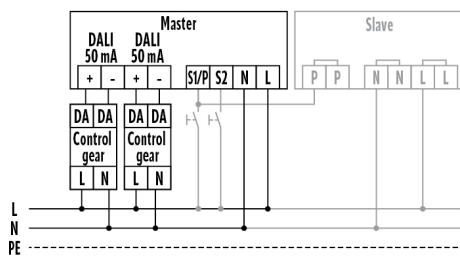 Master
Slave
DALI DALI
50 mA 50 mA
+ - + - S1/P S2 N L
P P N N L L
DA DA DA DA
Control Control
gear gear
L N L N
L
N
PE